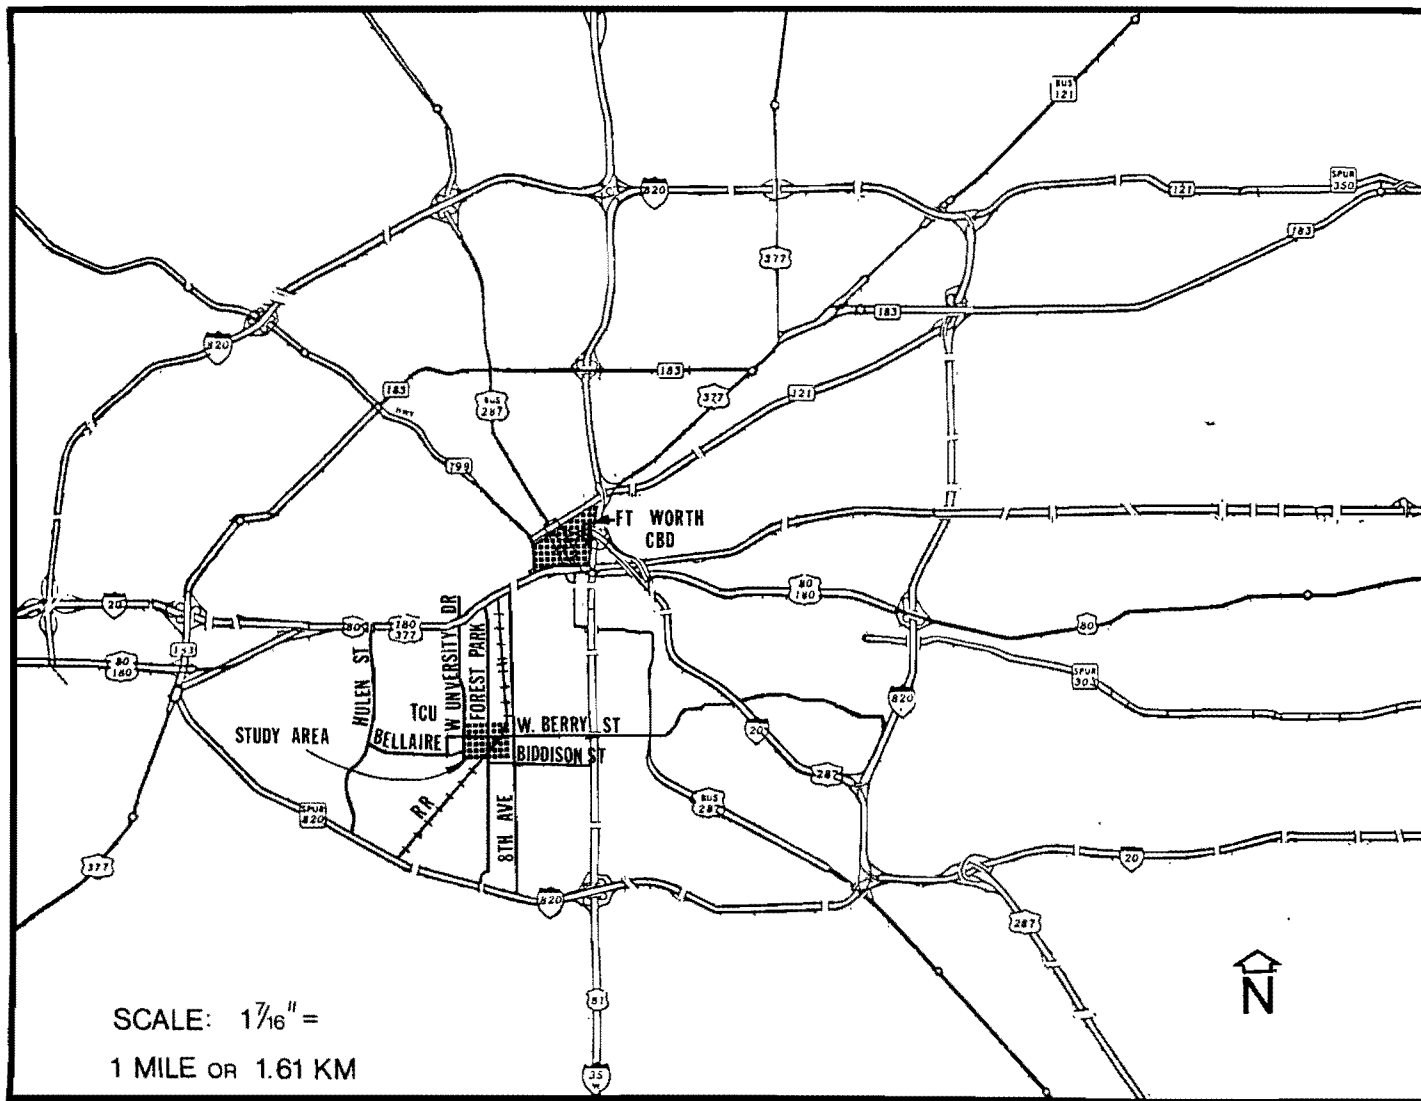 BUS
121
820
121
SPUR
350
183
377
183
820
183
183
BUS
287
377
121
HWY
199
FT WORTH
CBD
20
80
180
377
80
180
80
183
80
180
HULEN ST
W UNIVERSITY DR
FOREST PARK
SPUR
303
820
TCU
W. BERRY ST
STUDY AREA
BELLAIRE
BIDDISON ST
20
287
BUS
287
SPUR
820
RR
8TH AVE
377
20
820
287
N
81
SCALE: 1 7/16" =
1 MILE OR 1.61 KM
35
W